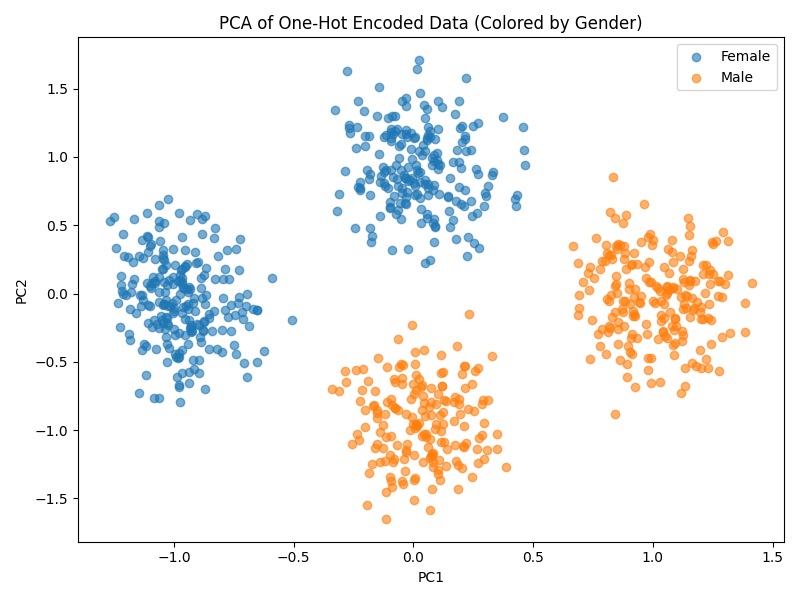 PCA of One-Hot Encoded Data (Colored by Gender)
Female
Male
PC2
1.5
1.0
0.5
0.0
−0.5
−1.0
−1.5
−1.0
−0.5
0.0
0.5
1.0
1.5
PC1